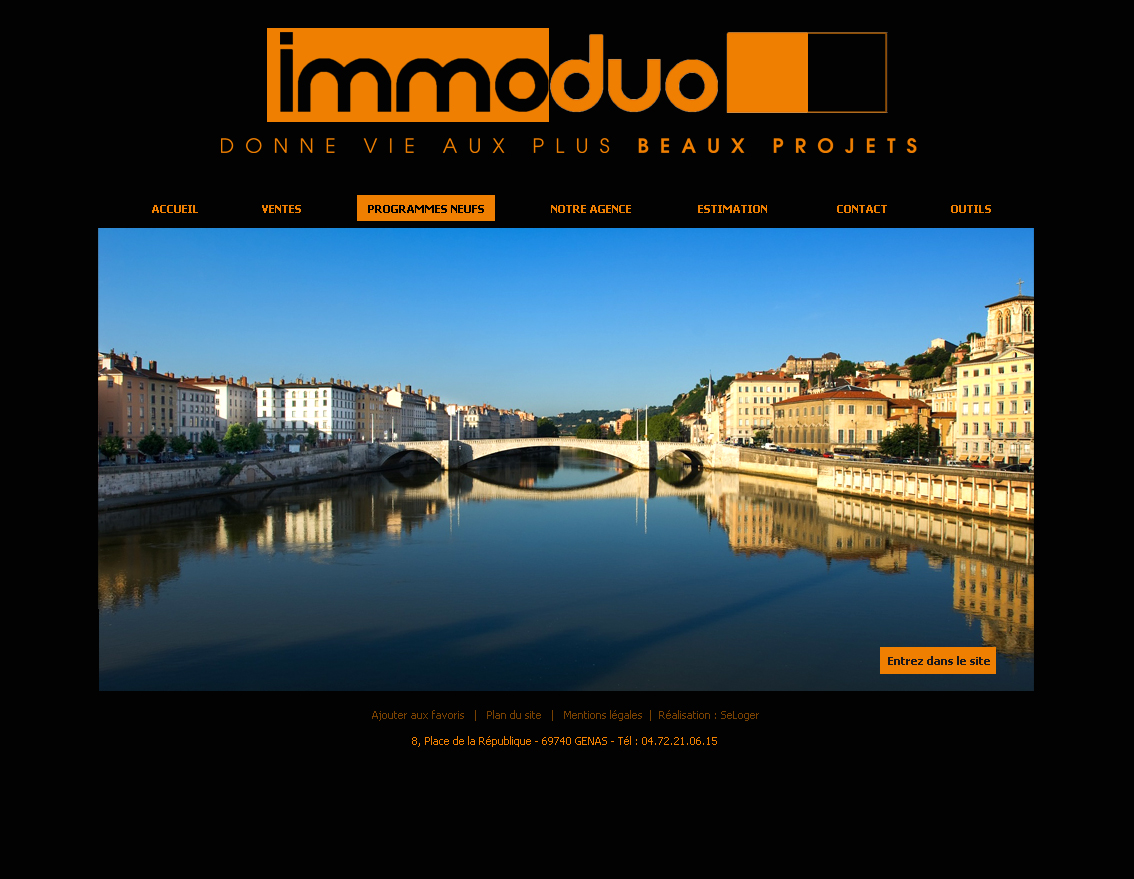 immoduo
DONNE VIE AUX PLUS BEAUX PROJETS
ACCUEIL VENTES PROGRAMMES NEUFS NOTRE AGENCE ESTIMATION CONTACT OUTILS
Entrez dans le site
Ajouter aux favoris | Plan du site | Mentions légales | Réalisation : SeLoger
8, Place de la République - 69740 GENAS - Tél : 04.72.21.06.15